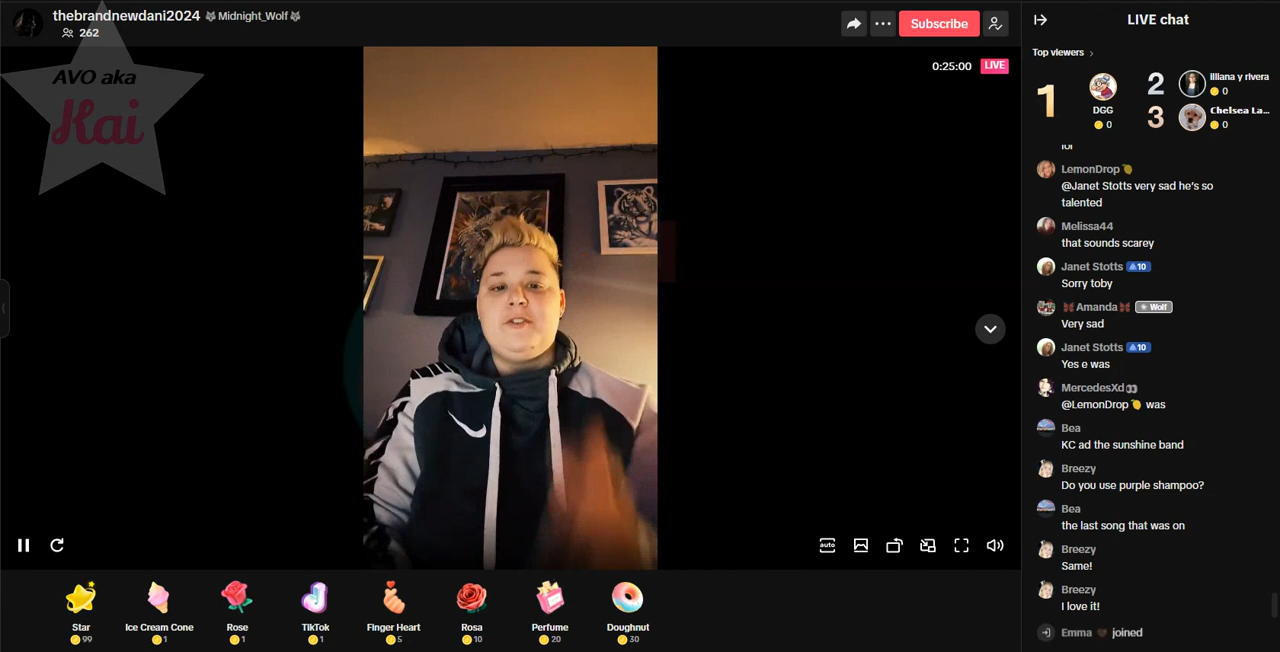 thebrandnewdani2024 🐺Midnight_Wolf🐺
262
Subscribe
AVO aka
Kai
0:25:00 LIVE
auto
Star
99
Ice Cream Cone
1
Rose
1
TikTok
1
Finger Heart
5
Rosa
10
Perfume
20
Doughnut
30
LIVE chat
Top viewers
1
DGG
0
2
illiana y rivera
0
3
Chelsea La...
0
lol
LemonDrop🍋
@Janet Stotts very sad he's so
talented
Melissa44
that sounds scarey
Janet Stotts 10
Sorry toby
🦋Amanda🦋 Wolf
Very sad
Janet Stotts 10
Yes e was
MercedesXd
@LemonDrop🍋 was
Bea
KC ad the sunshine band
Breezy
Do you use purple shampoo?
Bea
the last song that was on
Breezy
Same!
Breezy
I love it!
Emma 🤎 joined